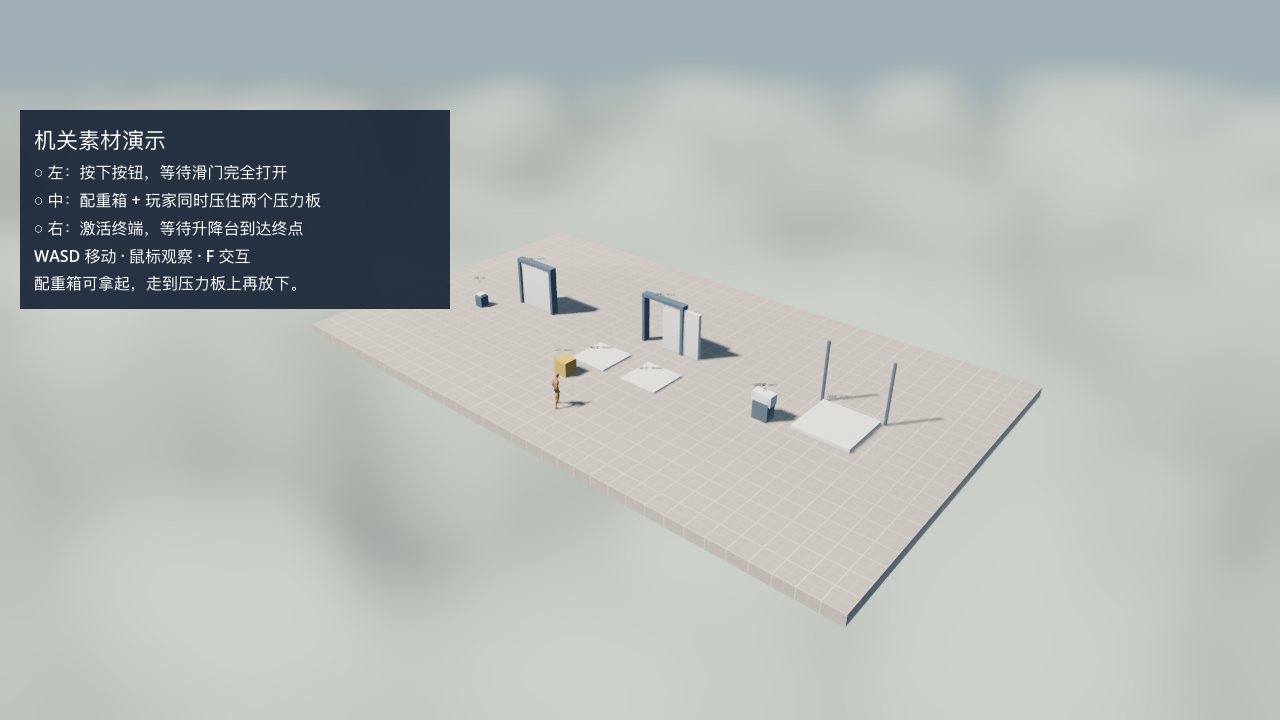 机关素材演示
○ 左：按下按钮，等待滑门完全打开
○ 中：配重箱 + 玩家同时压住两个压力板
○ 右：激活终端，等待升降台到达终点
WASD 移动 · 鼠标观察 · F 交互
配重箱可拿起，走到压力板上再放下。